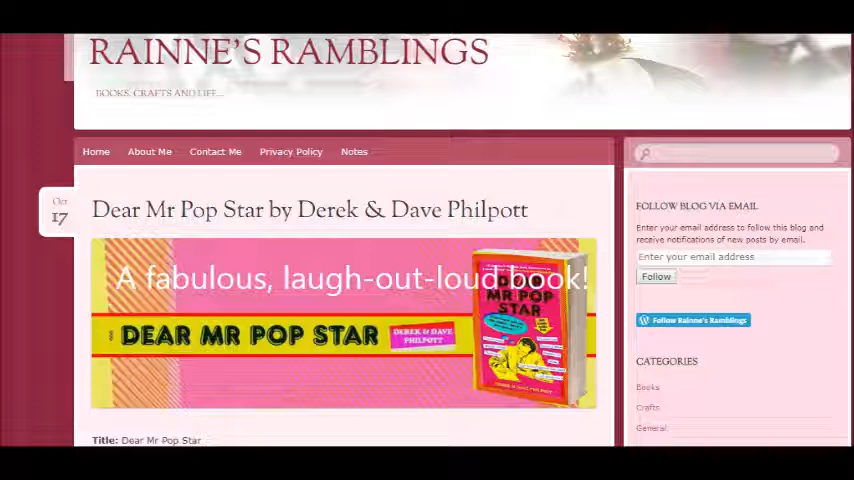 RAINNE'S RAMBLINGS
BOOKS, CRAFTS AND LIFE...
Home About Me Contact Me Privacy Policy Notes
Oct
17
Dear Mr Pop Star by Derek & Dave Philpott
A fabulous, laugh-out-loud book!
DEAR MR POP STAR
DEREK & DAVE
PHILPOTT
DEAR
MR POP
STAR
DEREK & DAVE PHILPOTT
Title: Dear Mr Pop Star
FOLLOW BLOG VIA EMAIL
Enter your email address to follow this blog and
receive notifications of new posts by email.
Enter your email address
Follow
Follow Rainne's Ramblings
CATEGORIES
Books
Crafts
General